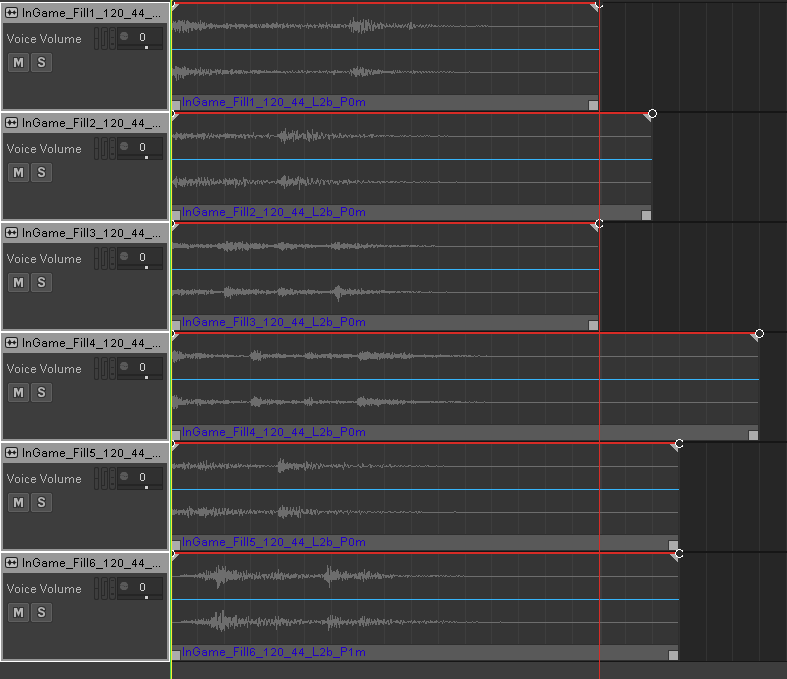 InGame_Fill1_120_44_...
Voice Volume 0
M S
InGame_Fill1_120_44_L2b_P0m
InGame_Fill2_120_44_...
Voice Volume 0
M S
InGame_Fill2_120_44_L2b_P0m
InGame_Fill3_120_44_...
Voice Volume 0
M S
InGame_Fill3_120_44_L2b_P0m
InGame_Fill4_120_44_...
Voice Volume 0
M S
InGame_Fill4_120_44_L2b_P0m
InGame_Fill5_120_44_...
Voice Volume 0
M S
InGame_Fill5_120_44_L2b_P0m
InGame_Fill6_120_44_...
Voice Volume 0
M S
InGame_Fill6_120_44_L2b_P1m